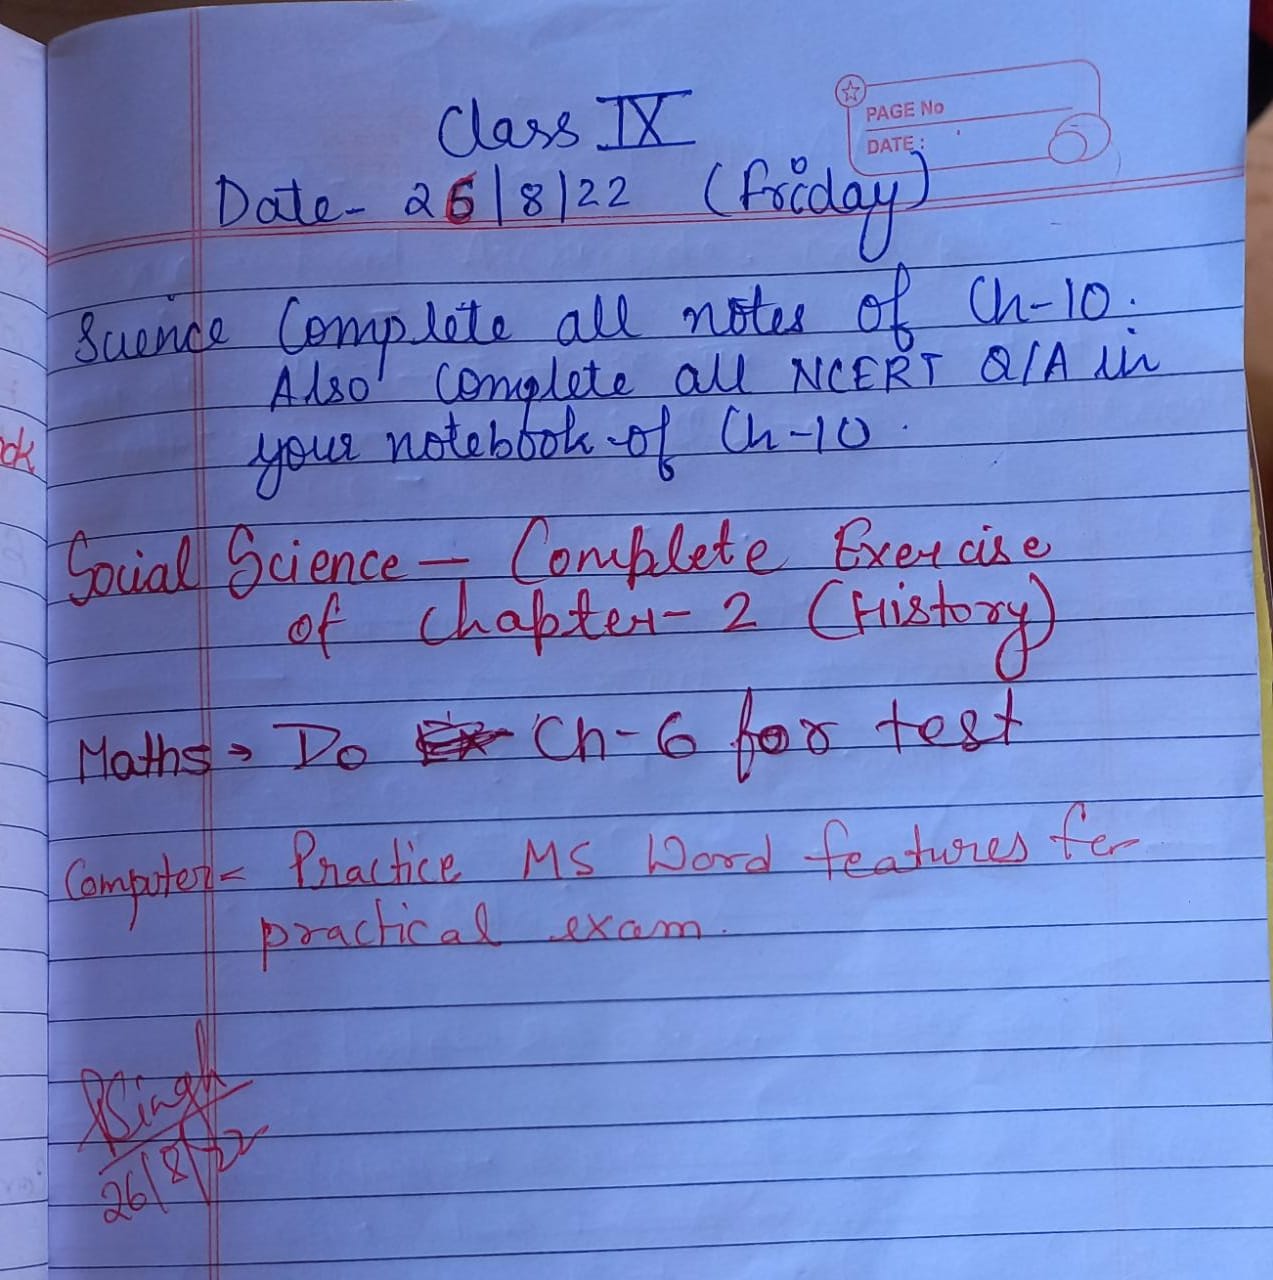 Class IX
PAGE No
DATE :
Date- 26/8/22 (Friday)
Science Complete all notes of Ch-10.
Also complete all NCERT Q/A in
your notebook of Ch-10.
ok
Social Science - Complete Exercise
of Chapter-2 (History)
Maths → Do Ch-6 for test
Computer - Practice MS Word features for
practical exam.
Singh
26/8/22